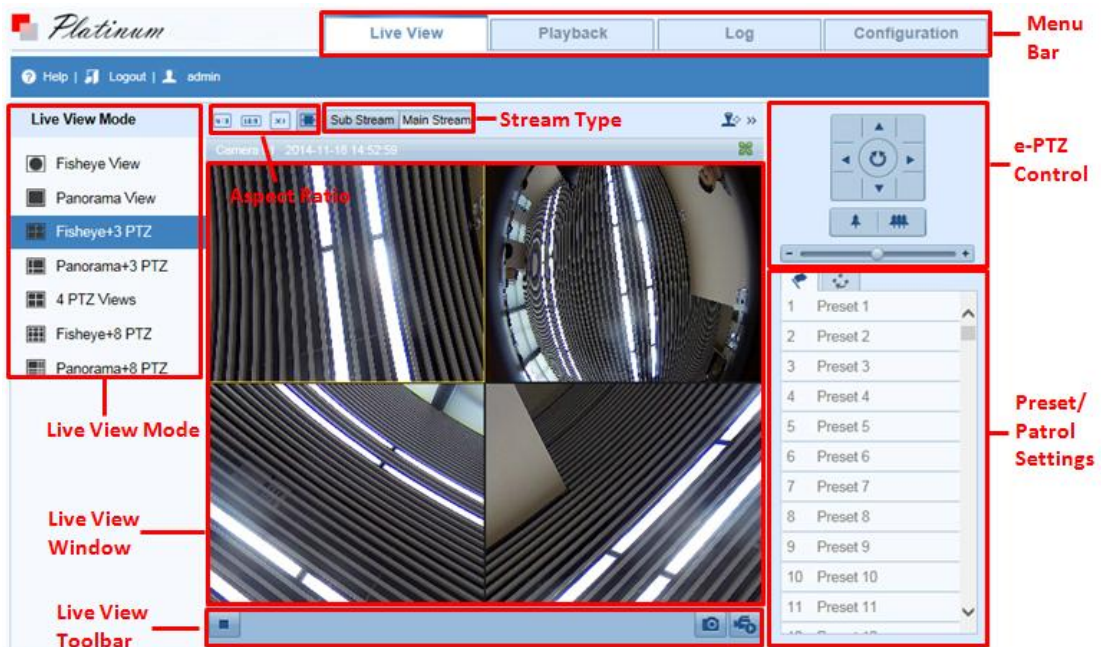 Platinum
Live View
Playback
Log
Configuration
Menu
Bar
Help | Logout | admin
Live View Mode
4:3 16:9 X1
Sub Stream Main Stream
Stream Type
Camera 01 2014-11-18 14:52:59
Aspect Ratio
e-PTZ
Control
Fisheye View
Panorama View
Fisheye+3 PTZ
Panorama+3 PTZ
4 PTZ Views
Fisheye+8 PTZ
Panorama+8 PTZ
Live View Mode
Live View
Window
Live View
Toolbar
1 Preset 1
2 Preset 2
3 Preset 3
4 Preset 4
5 Preset 5
6 Preset 6
7 Preset 7
8 Preset 8
9 Preset 9
10 Preset 10
11 Preset 11
Preset/
Patrol
Settings